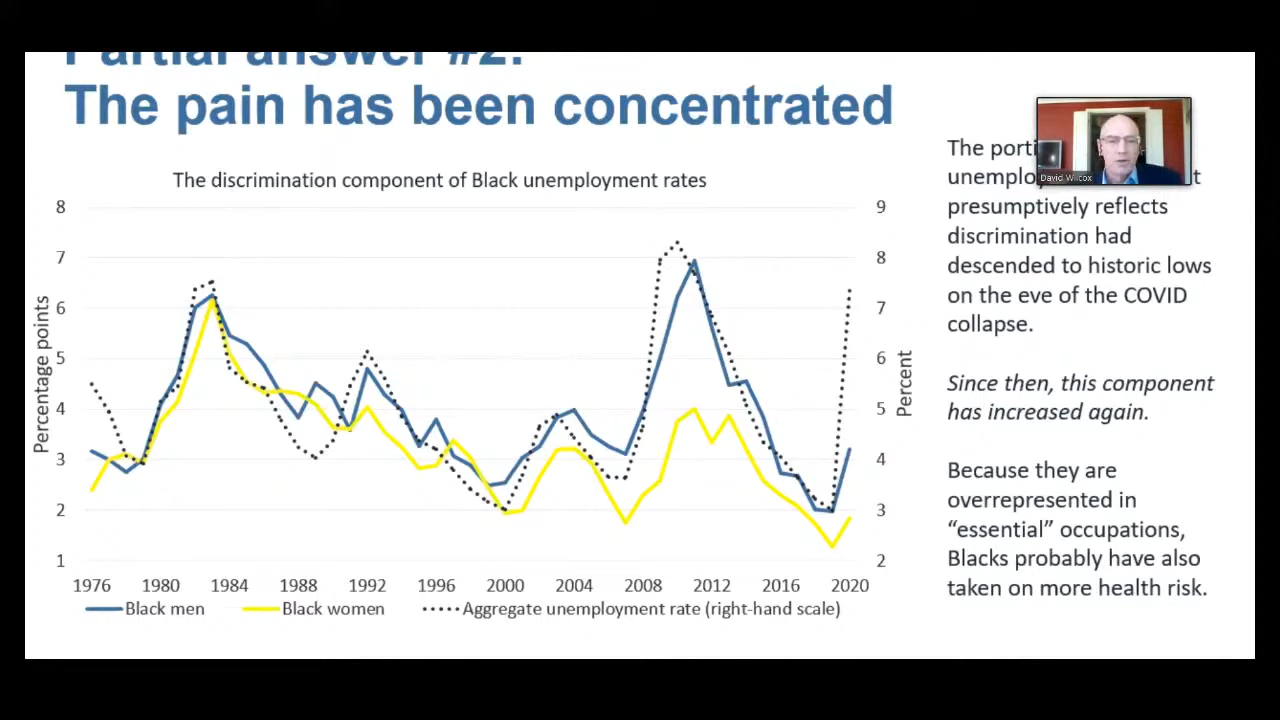 Partial answer #2:
The pain has been concentrated
The discrimination component of Black unemployment rates
8
7
6
5
4
3
2
1
Percentage points
9
8
7
6
5
4
3
2
Percent
1976 1980 1984 1988 1992 1996 2000 2004 2008 2012 2016 2020
Black men Black women Aggregate unemployment rate (right-hand scale)
David Wilcox
The
presumptively reflects
discrimination had
descended to historic lows
on the eve of the COVID
collapse.
Since then, this component
has increased again.
Because they are
overrepresented in
“essential” occupations,
Blacks probably have also
taken on more health risk.